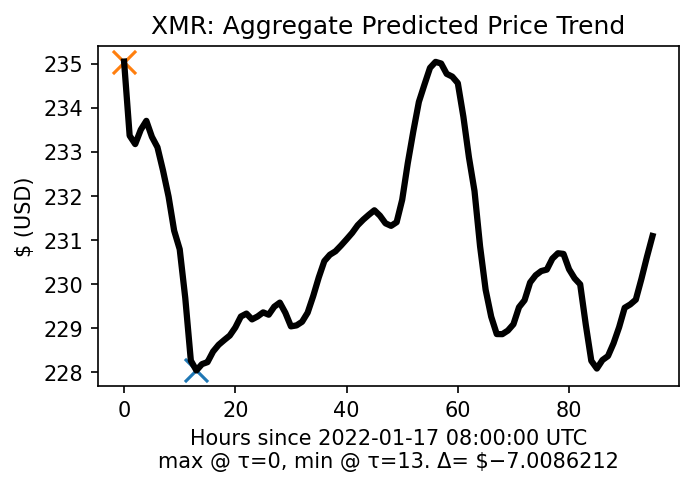 XMR: Aggregate Predicted Price Trend
$ (USD)
235
234
233
232
231
230
229
228
0 20 40 60 80
Hours since 2022-01-17 08:00:00 UTC
max @ τ=0, min @ τ=13. Δ= $−7.0086212